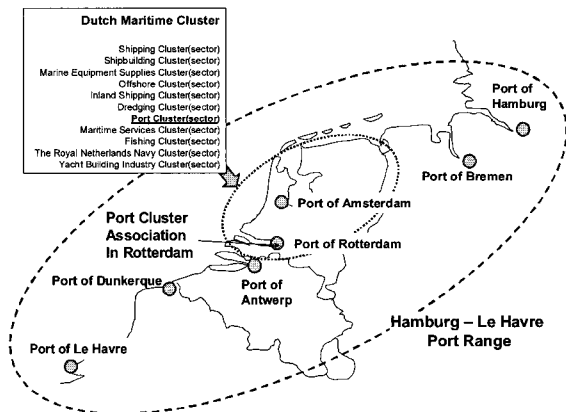 Dutch Maritime Cluster
Shipping Cluster(sector)
Shipbuilding Cluster(sector)
Marine Equipment Supplies Cluster(sector)
Offshore Cluster(sector)
Inland Shipping Cluster(sector)
Dredging Cluster(sector)
Port Cluster(sector)
Maritime Services Cluster(sector)
Fishing Cluster(sector)
The Royal Netherlands Navy Cluster(sector)
Yacht Building Industry Cluster(sector)
Port of
Hamburg
Port of Bremen
Port of Amsterdam
Port Cluster
Association
In Rotterdam
Port of Rotterdam
Port of Dunkerque
Port of
Antwerp
Port of Le Havre
Hamburg – Le Havre
Port Range